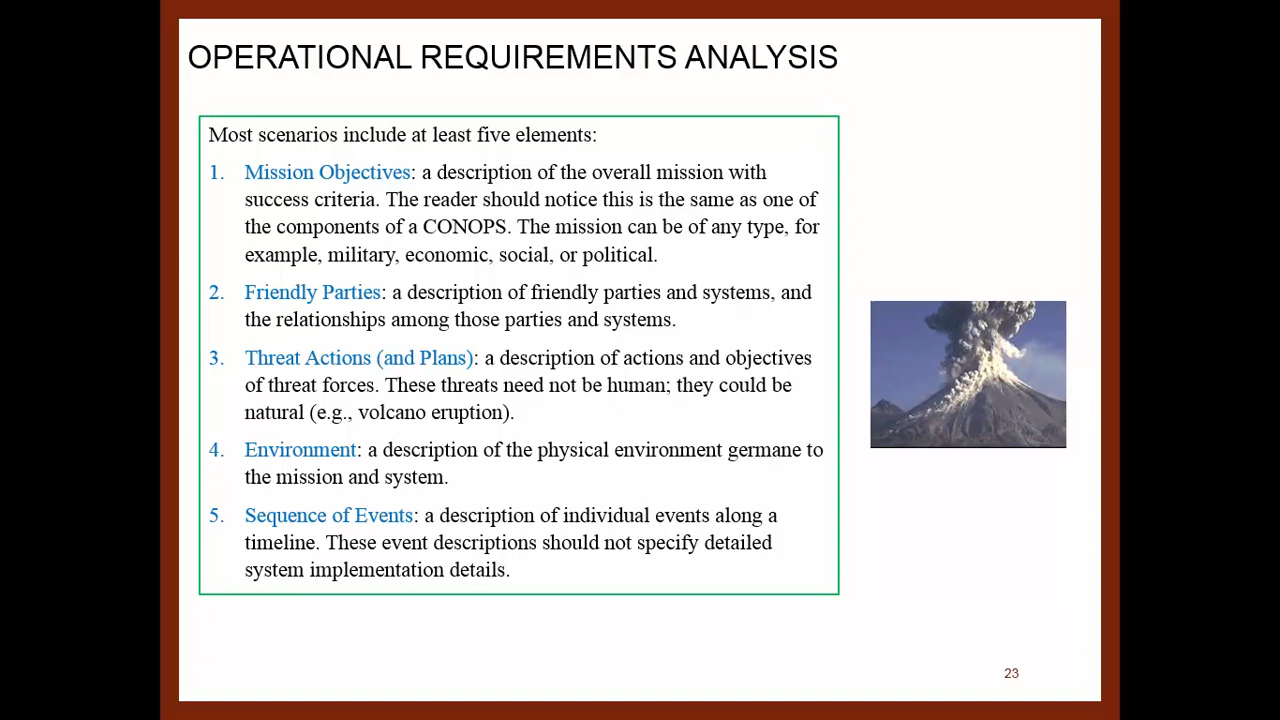 OPERATIONAL REQUIREMENTS ANALYSIS
Most scenarios include at least five elements:
1. Mission Objectives: a description of the overall mission with
success criteria. The reader should notice this is the same as one of
the components of a CONOPS. The mission can be of any type, for
example, military, economic, social, or political.
2. Friendly Parties: a description of friendly parties and systems, and
the relationships among those parties and systems.
3. Threat Actions (and Plans): a description of actions and objectives
of threat forces. These threats need not be human; they could be
natural (e.g., volcano eruption).
4. Environment: a description of the physical environment germane to
the mission and system.
5. Sequence of Events: a description of individual events along a
timeline. These event descriptions should not specify detailed
system implementation details.
23